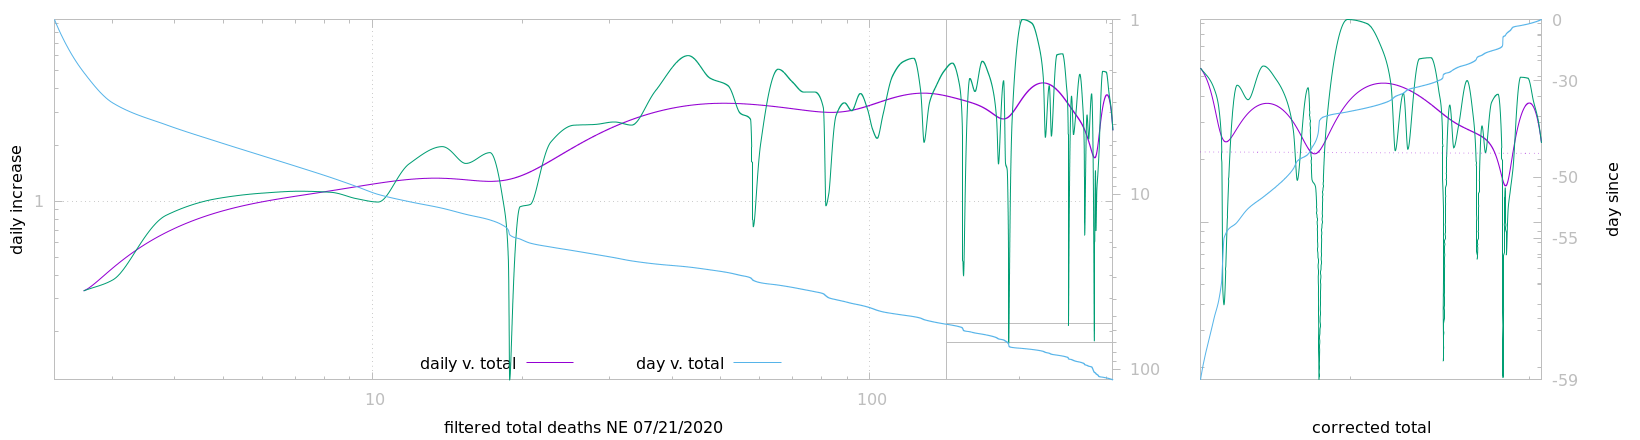 daily increase
1
daily v. total
day v. total
10
100
filtered total deaths NE 07/21/2020
1
10
100
0
-30
-50
-55
-59
day since
corrected total